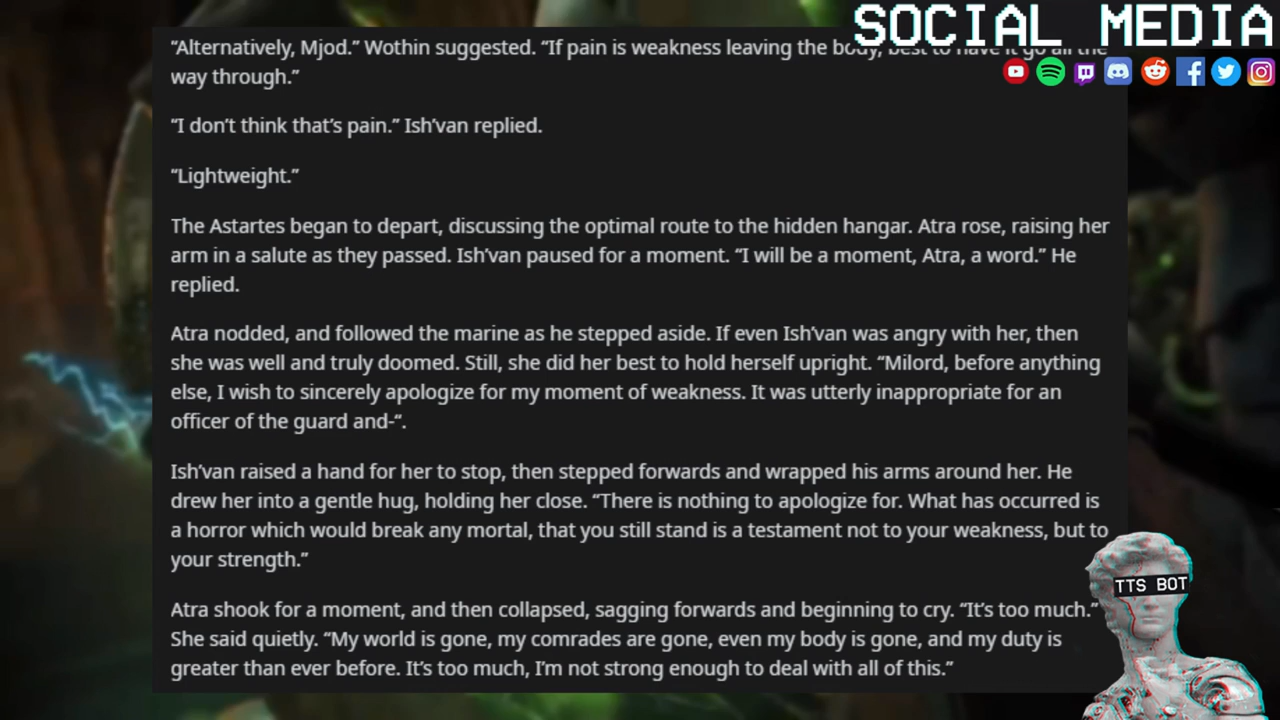 SOCIAL MEDIA
“Alternatively, Mjod.” Wothin suggested. “If pain is weakness leaving the body, best to have it go all the
way through.”
“I don’t think that’s pain.” Ish’van replied.
“Lightweight.”
The Astartes began to depart, discussing the optimal route to the hidden hangar. Atra rose, raising her
arm in a salute as they passed. Ish’van paused for a moment. “I will be a moment, Atra, a word.” He
replied.
Atra nodded, and followed the marine as he stepped aside. If even Ish’van was angry with her, then
she was well and truly doomed. Still, she did her best to hold herself upright. “Milord, before anything
else, I wish to sincerely apologize for my moment of weakness. It was utterly inappropriate for an
officer of the guard and-“.
Ish’van raised a hand for her to stop, then stepped forwards and wrapped his arms around her. He
drew her into a gentle hug, holding her close. “There is nothing to apologize for. What has occurred is
a horror which would break any mortal, that you still stand is a testament not to your weakness, but to
your strength.”
Atra shook for a moment, and then collapsed, sagging forwards and beginning to cry. “It’s too much.”
She said quietly. “My world is gone, my comrades are gone, even my body is gone, and my duty is
greater than ever before. It’s too much, I’m not strong enough to deal with all of this.”
TTS BOT